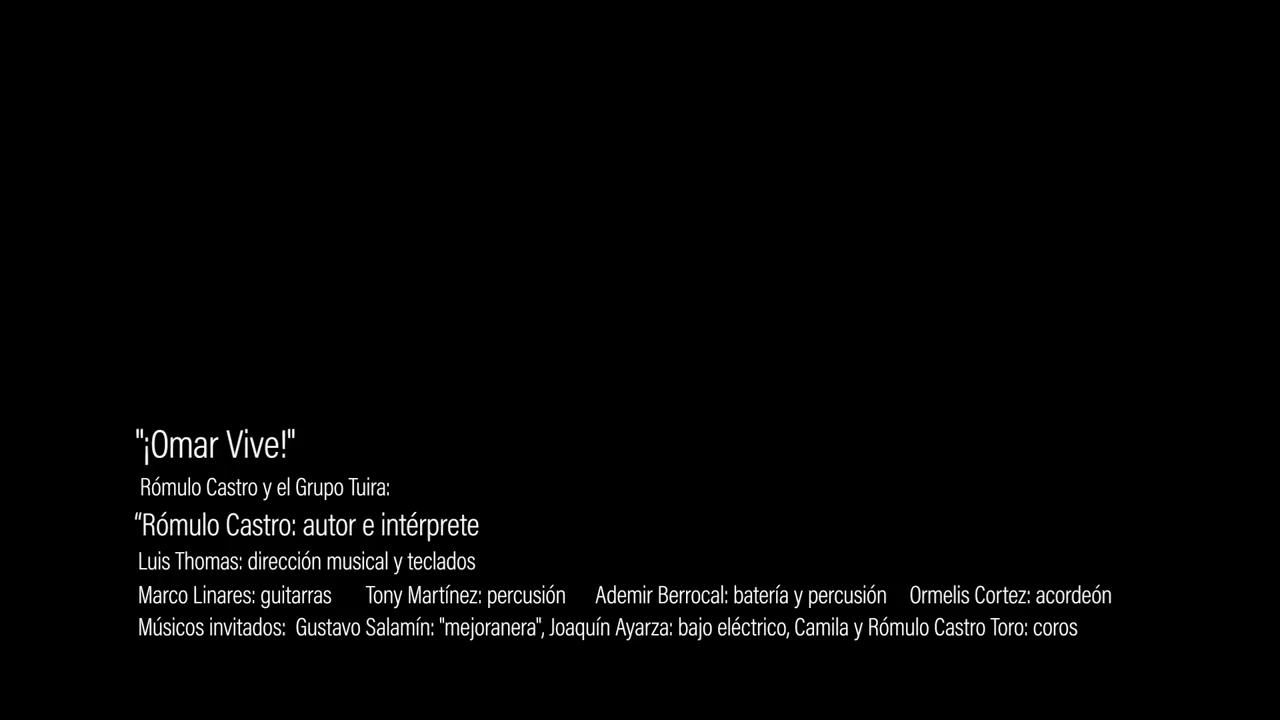 "¡Omar Vive!"
Rómulo Castro y el Grupo Tuira:
“Rómulo Castro: autor e intérprete
Luis Thomas: dirección musical y teclados
Marco Linares: guitarras Tony Martínez: percusión Ademir Berrocal: batería y percusión Ormelis Cortez: acordeón
Músicos invitados: Gustavo Salamín: "mejoranera", Joaquín Ayarza: bajo eléctrico, Camila y Rómulo Castro Toro: coros